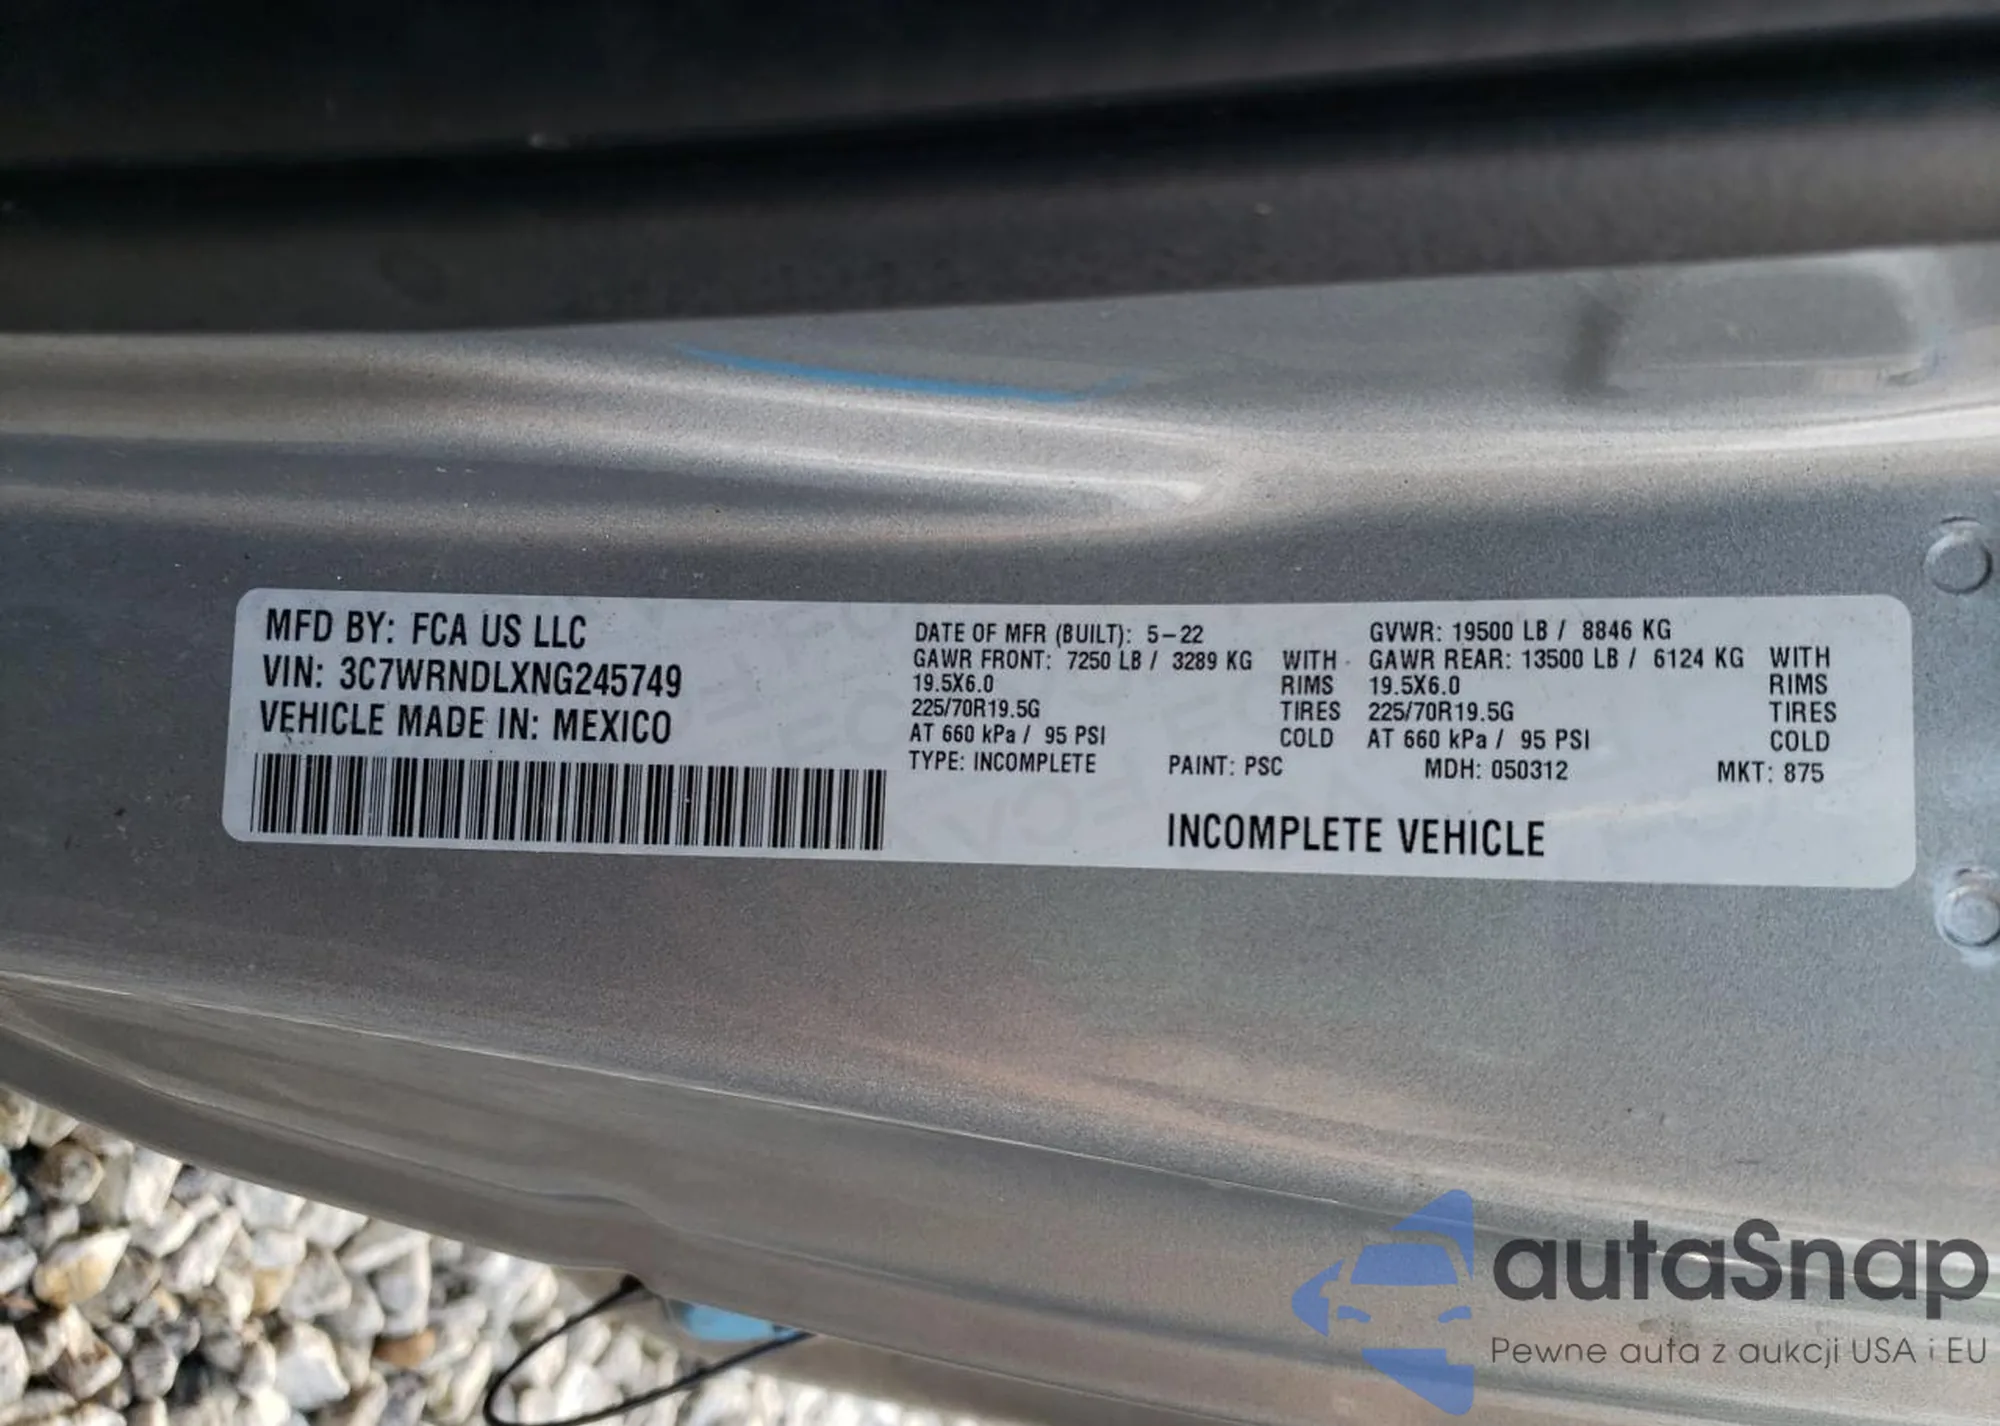 MFD BY: FCA US LLC
VIN: 3C7WRNDLXNG245749
VEHICLE MADE IN: MEXICO
DATE OF MFR (BUILT): 5-22 GVWR: 19500 LB / 8846 KG
GAWR FRONT: 7250 LB / 3289 KG WITH GAWR REAR: 13500 LB / 6124 KG WITH
19.5X6.0 RIMS 19.5X6.0 RIMS
225/70R19.5G TIRES 225/70R19.5G TIRES
AT 660 kPa / 95 PSI COLD AT 660 kPa / 95 PSI COLD
TYPE: INCOMPLETE PAINT: PSC MDH: 050312 MKT: 875
INCOMPLETE VEHICLE
autaSnap
Pewne auta z aukcji USA i EU